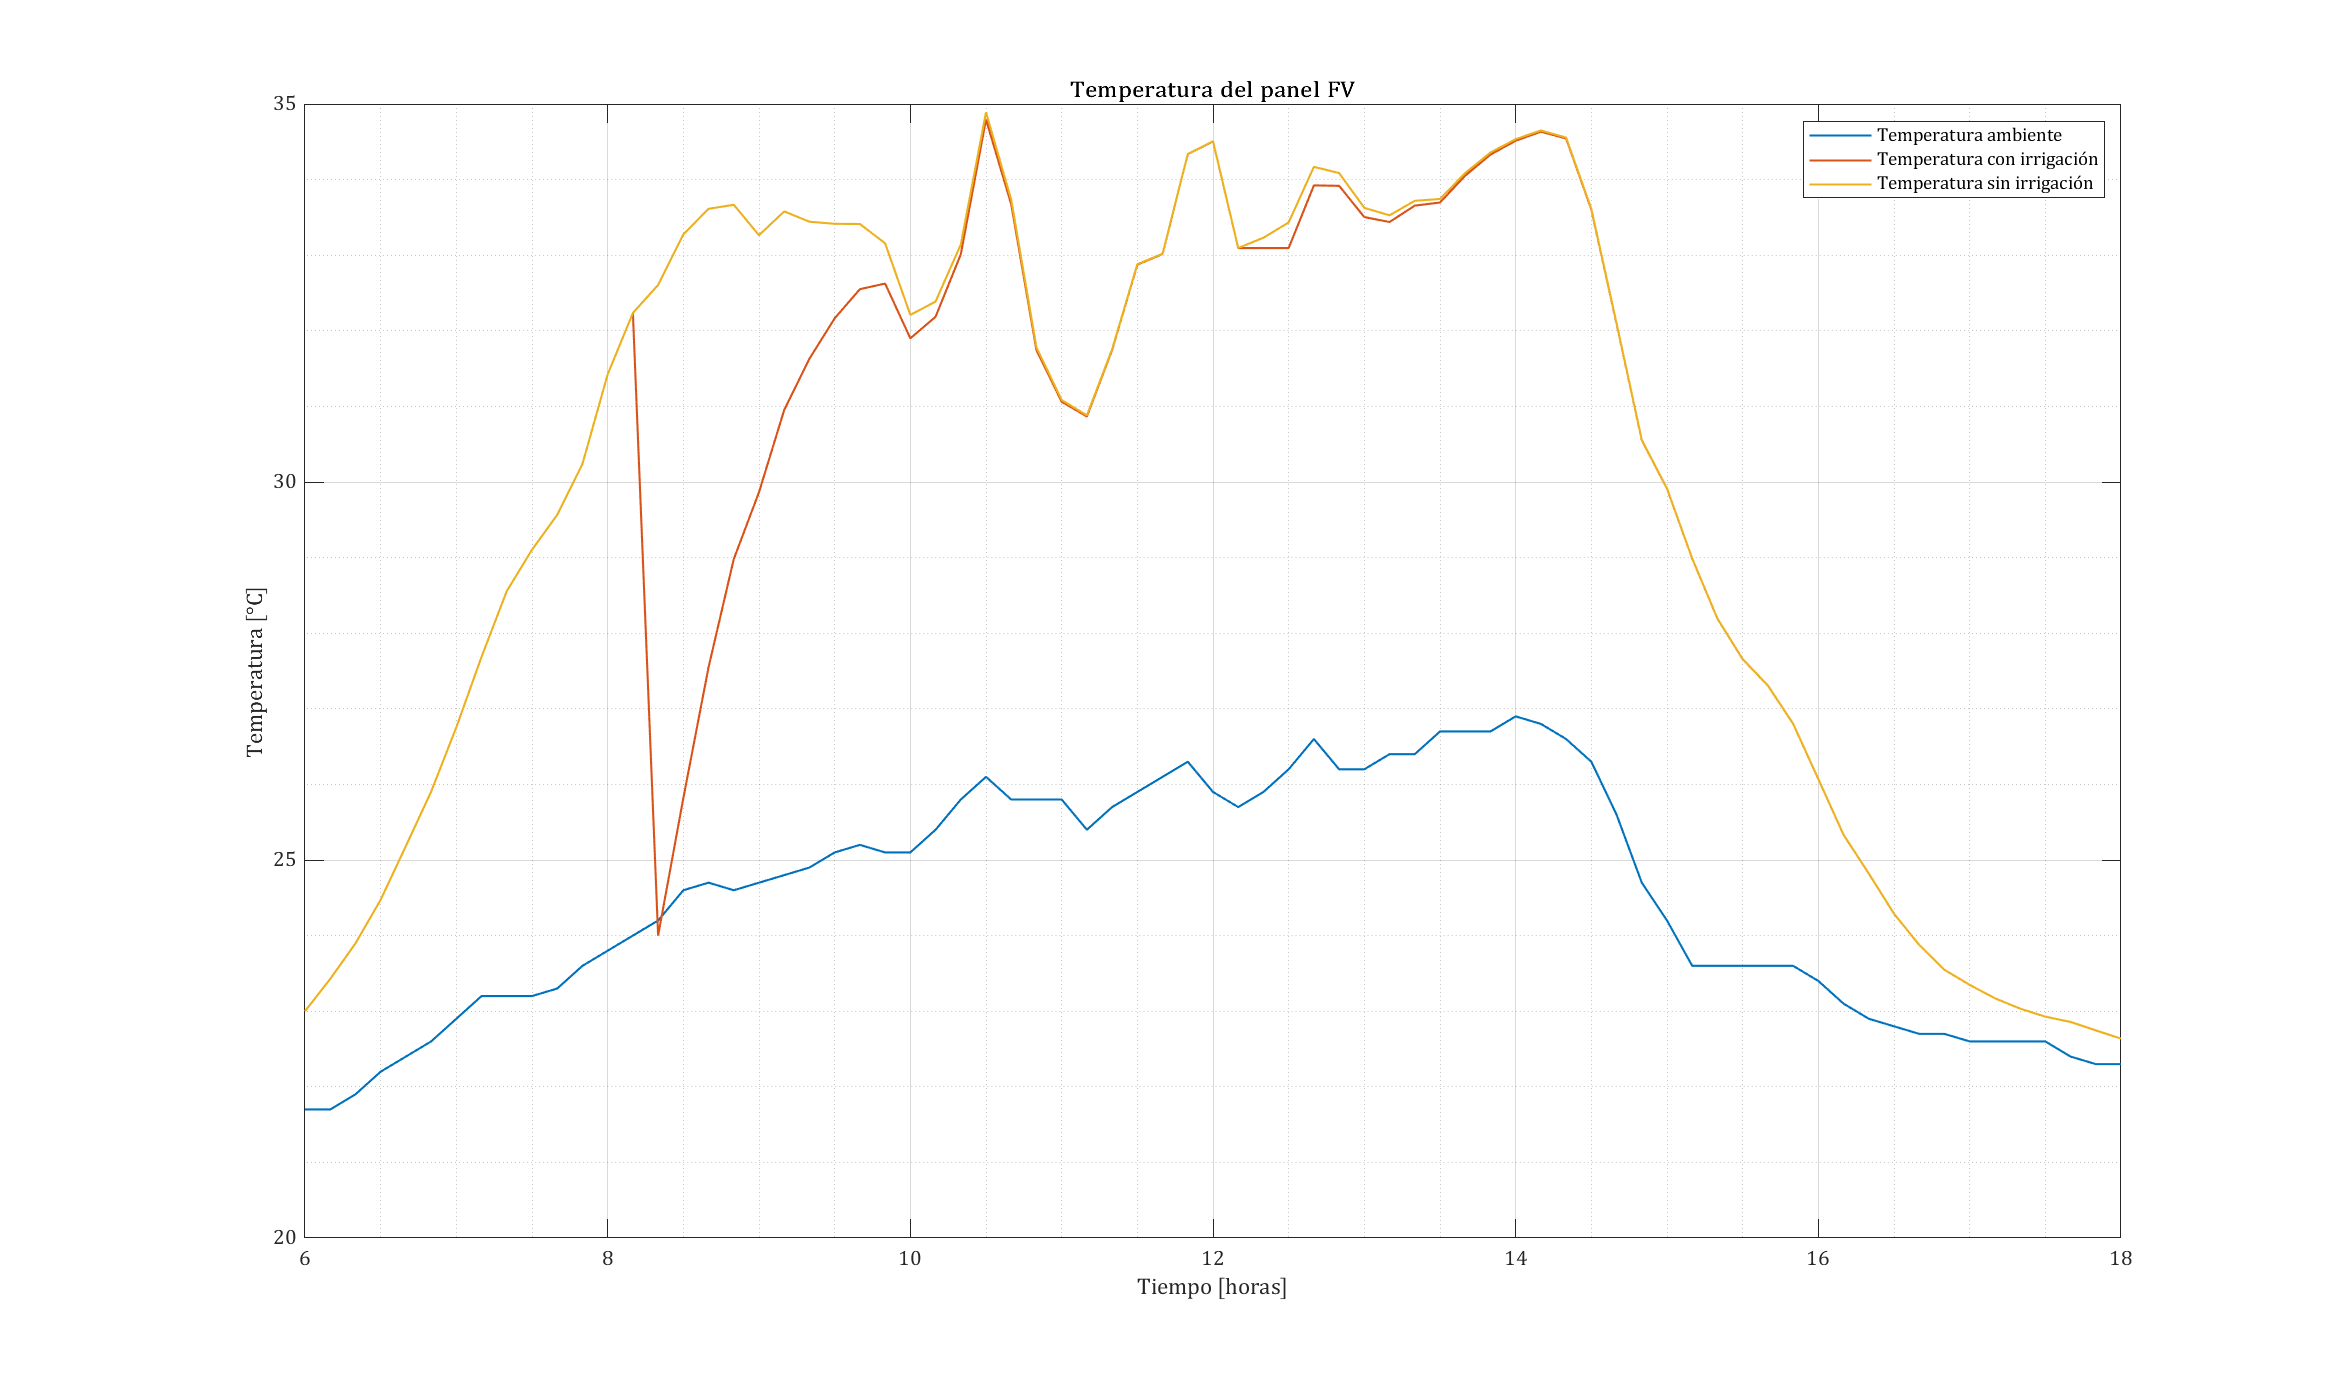 Temperatura del panel FV
35
30
25
20
Temperatura [°C]
Temperatura ambiente
Temperatura con irrigación
Temperatura sin irrigación
6 8 10 12 14 16 18
Tiempo [horas]